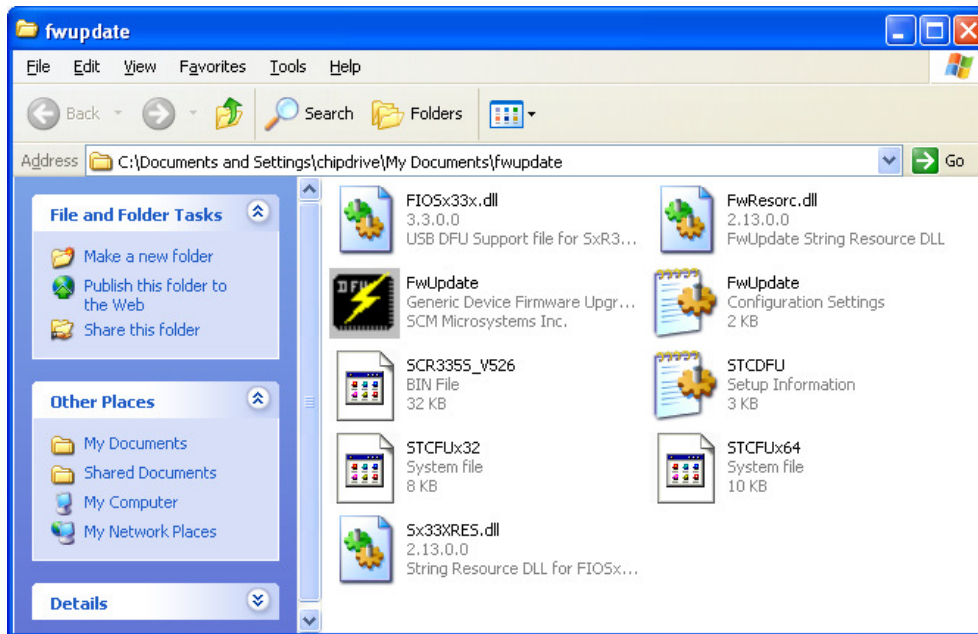 fwupdate
File Edit View Favorites Tools Help
Back Search Folders
Address C:\Documents and Settings\chipdrive\My Documents\fwupdate Go
File and Folder Tasks
Make a new folder
Publish this folder to
the Web
Share this folder
Other Places
My Documents
Shared Documents
My Computer
My Network Places
Details
FIOSx33x.dll
3.3.0.0
USB DFU Support file for SxR3...
FwResorc.dll
2.13.0.0
FwUpdate String Resource DLL
DFU
FwUpdate
Generic Device Firmware Upgr...
SCM Microsystems Inc.
FwUpdate
Configuration Settings
2 KB
SCR335S_V526
BIN File
32 KB
STCDFU
Setup Information
3 KB
STCFUx32
System file
8 KB
STCFUx64
System file
10 KB
Sx33XRES.dll
2.13.0.0
String Resource DLL for FIOSx...